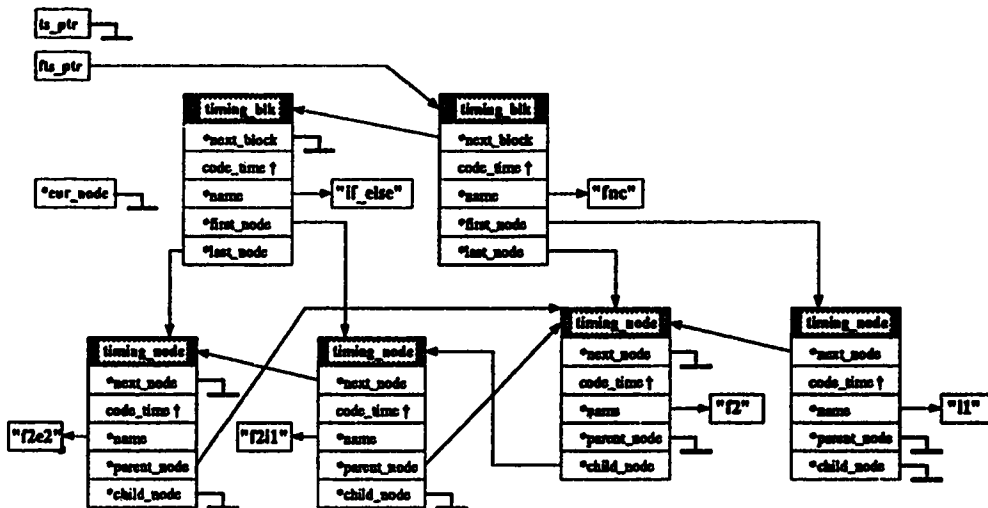 ts_ptr
fts_ptr
timing_blk
*next_block
code_time †
*name
*first_node
*last_node
"if_else"
timing_blk
*next_block
code_time †
*name
*first_node
*last_node
"fnc"
*cur_node
timing_node
*next_node
code_time †
*name
*parent_node
*child_node
"f2e2"
timing_node
*next_node
code_time †
*name
*parent_node
*child_node
"f2i1"
timing_node
*next_node
code_time †
*name
*parent_node
*child_node
"f2"
timing_node
*next_node
code_time †
*name
*parent_node
*child_node
"l1"